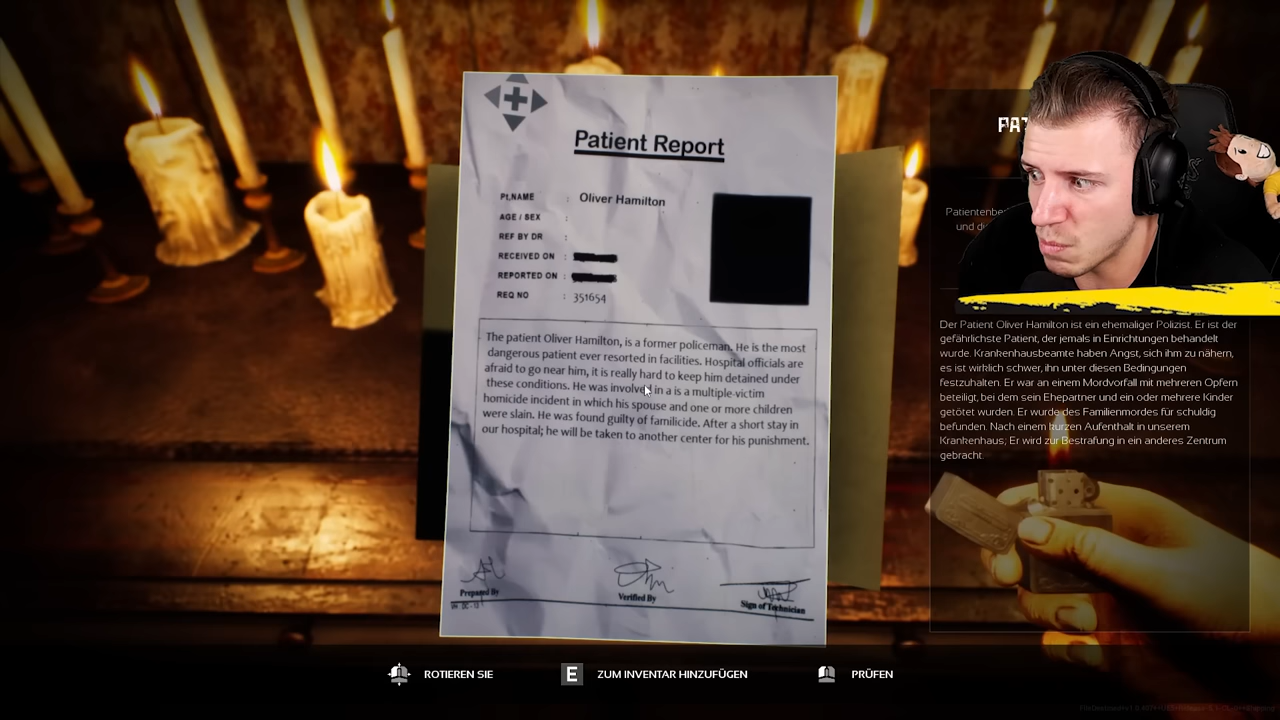 Patient Report
PT.NAME : Oliver Hamilton
AGE / SEX :
REF BY DR :
RECEIVED ON :
REPORTED ON :
REQ NO : 351654
The patient Oliver Hamilton, is a former policeman. He is the most
dangerous patient ever resorted in facilities. Hospital officials are
afraid to go near him, it is really hard to keep him detained under
these conditions. He was involved in a is a multiple-victim
homicide incident in which his spouse and one or more children
were slain. He was found guilty of familicide. After a short stay in
our hospital; he will be taken to another center for his punishment.
Prepared By
Verified By
Sign of Technician
Der Patient Oliver Hamilton ist ein ehemaliger Polizist. Er ist der
gefährlichste Patient, der jemals in Einrichtungen behandelt
wurde. Krankenhausbeamte haben Angst, sich ihm zu nähern,
es ist wirklich schwer, ihn unter diesen Bedingungen
festzuhalten. Er war an einem Mordvorfall mit mehreren Opfern
beteiligt, bei dem sein Ehepartner und ein oder mehrere Kinder
getötet wurden. Er wurde des Familienmordes für schuldig
befunden. Nach einem kurzen Aufenthalt in unserem
Krankenhaus; Er wird zur Bestrafung in ein anderes Zentrum
gebracht.
ROTIEREN SIE
E ZUM INVENTAR HINZUFÜGEN
PRÜFEN